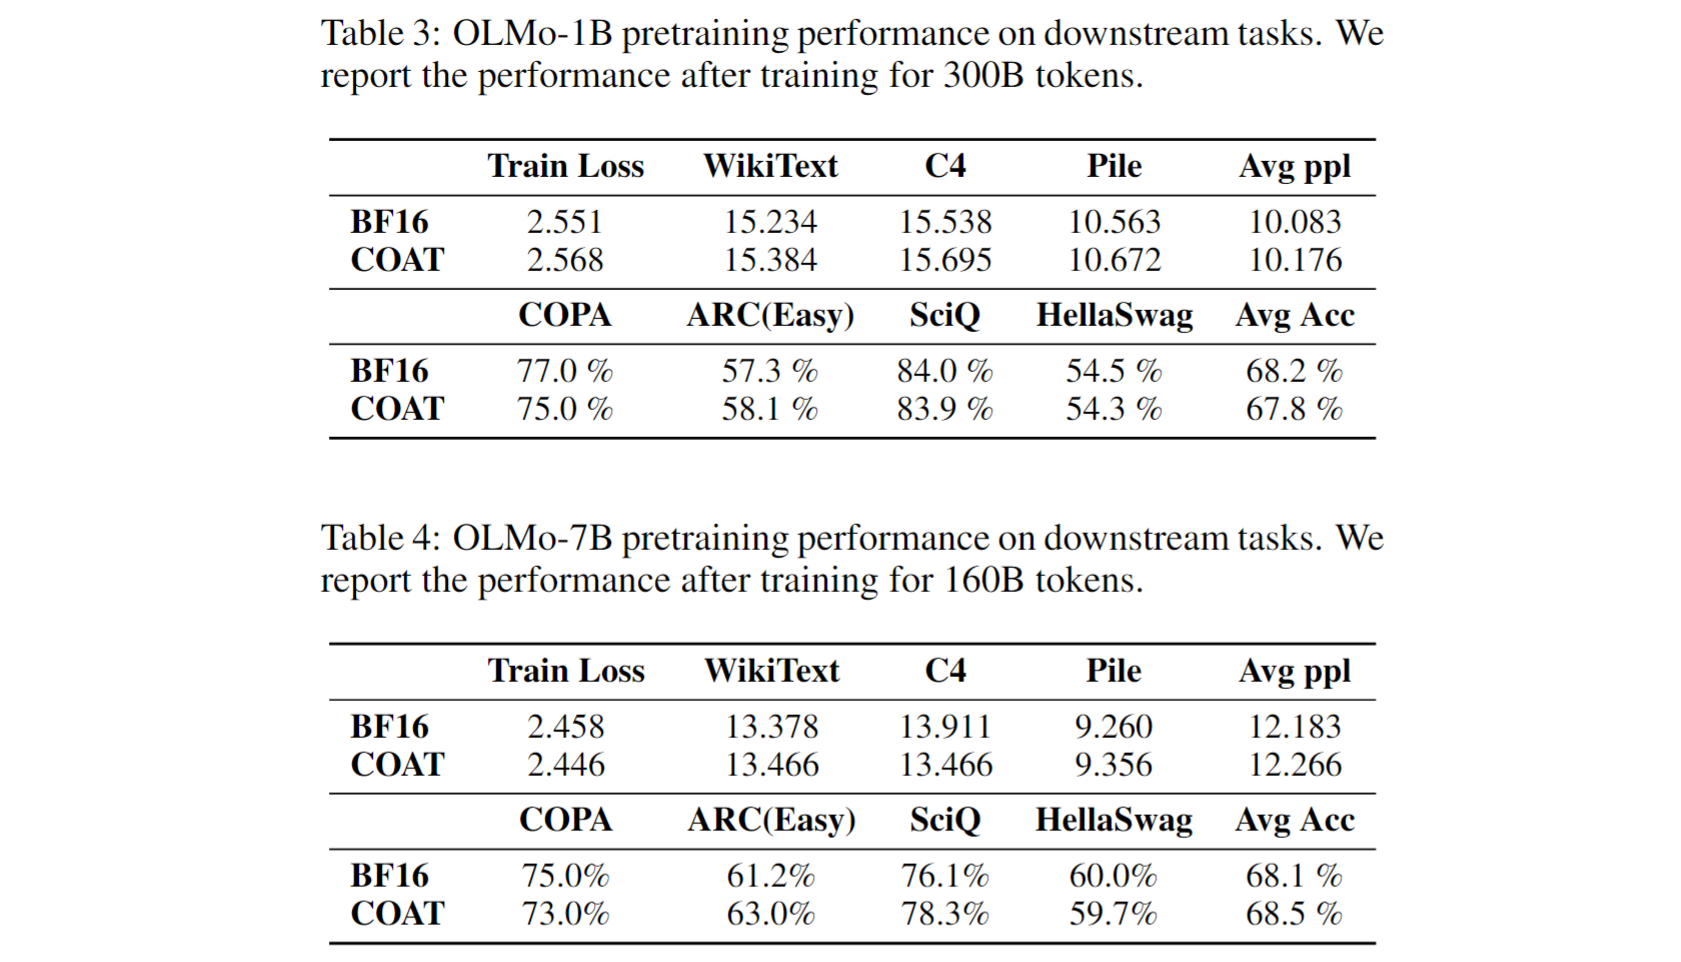 Table 3: OLMo-1B pretraining performance on downstream tasks. We
report the performance after training for 300B tokens.
Train Loss WikiText C4 Pile Avg ppl
BF16 2.551 15.234 15.538 10.563 10.083
COAT 2.568 15.384 15.695 10.672 10.176
COPA ARC(Easy) SciQ HellaSwag Avg Acc
BF16 77.0 % 57.3 % 84.0 % 54.5 % 68.2 %
COAT 75.0 % 58.1 % 83.9 % 54.3 % 67.8 %
Table 4: OLMo-7B pretraining performance on downstream tasks. We
report the performance after training for 160B tokens.
Train Loss WikiText C4 Pile Avg ppl
BF16 2.458 13.378 13.911 9.260 12.183
COAT 2.446 13.466 13.466 9.356 12.266
COPA ARC(Easy) SciQ HellaSwag Avg Acc
BF16 75.0% 61.2% 76.1% 60.0% 68.1 %
COAT 73.0% 63.0% 78.3% 59.7% 68.5 %